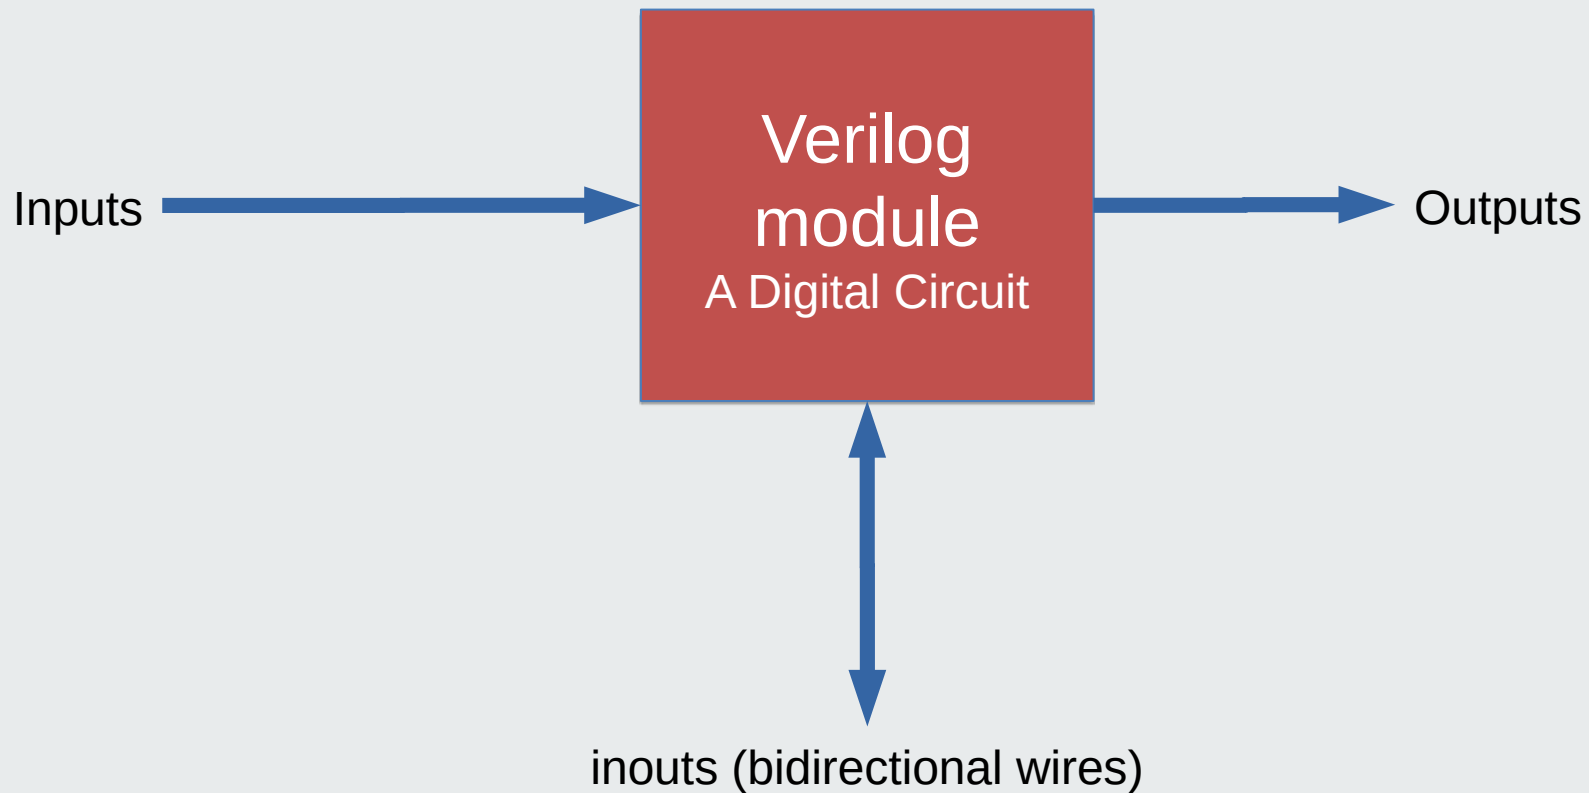 Verilog
module
A Digital Circuit
Inputs
Outputs
inouts (bidirectional wires)